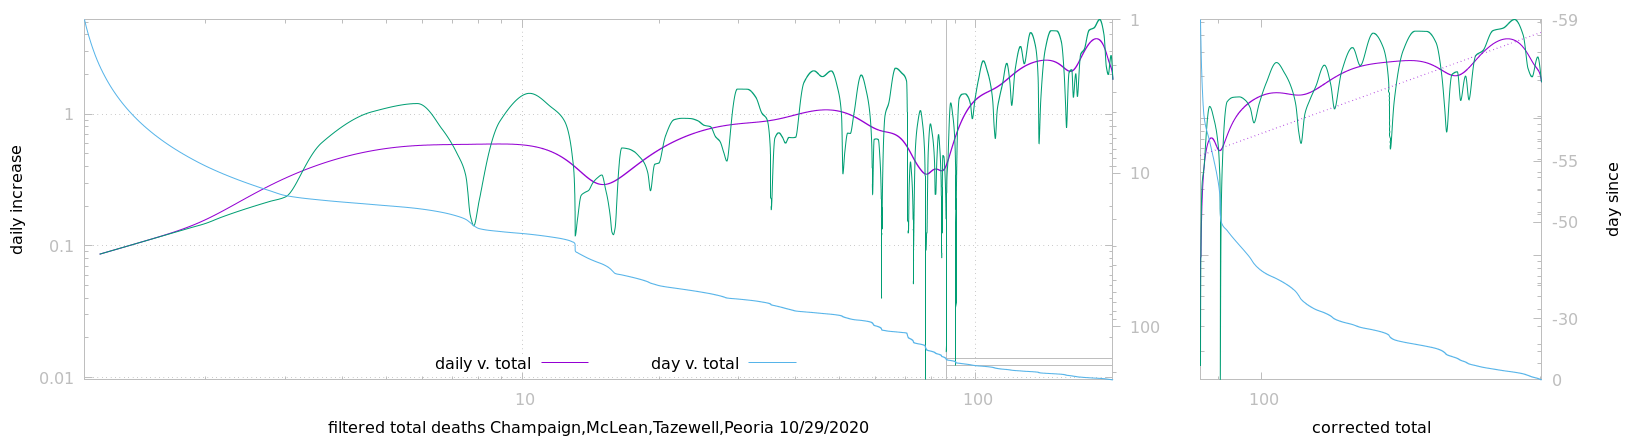 1
-59
1
daily increase
10
-55
day since
0.1
-50
100
-30
daily v. total
day v. total
0.01
0
10
100
100
filtered total deaths Champaign,McLean,Tazewell,Peoria 10/29/2020
corrected total